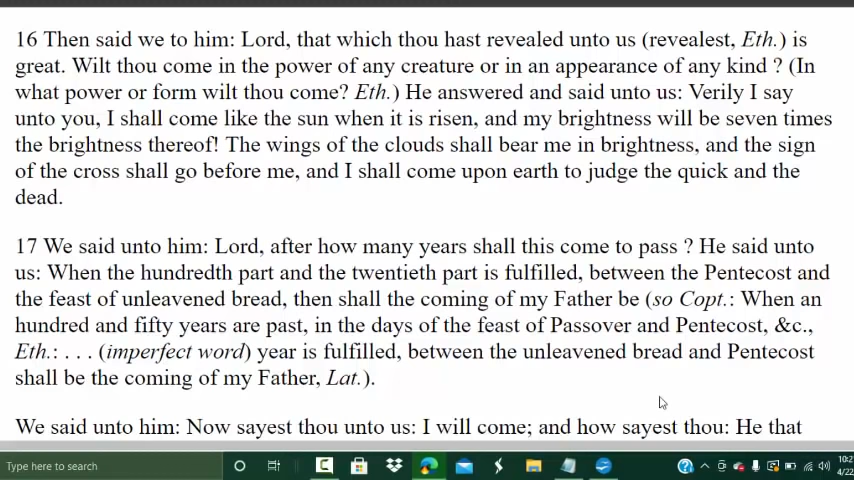 16 Then said we to him: Lord, that which thou hast revealed unto us (revealest, Eth.) is
great. Wilt thou come in the power of any creature or in an appearance of any kind ? (In
what power or form wilt thou come? Eth.) He answered and said unto us: Verily I say
unto you, I shall come like the sun when it is risen, and my brightness will be seven times
the brightness thereof! The wings of the clouds shall bear me in brightness, and the sign
of the cross shall go before me, and I shall come upon earth to judge the quick and the
dead.
17 We said unto him: Lord, after how many years shall this come to pass ? He said unto
us: When the hundredth part and the twentieth part is fulfilled, between the Pentecost and
the feast of unleavened bread, then shall the coming of my Father be (so Copt.: When an
hundred and fifty years are past, in the days of the feast of Passover and Pentecost, &c.,
Eth.: . . . (imperfect word) year is fulfilled, between the unleavened bread and Pentecost
shall be the coming of my Father, Lat.).
We said unto him: Now sayest thou unto us: I will come; and how sayest thou: He that
Type here to search
10:2
4/22